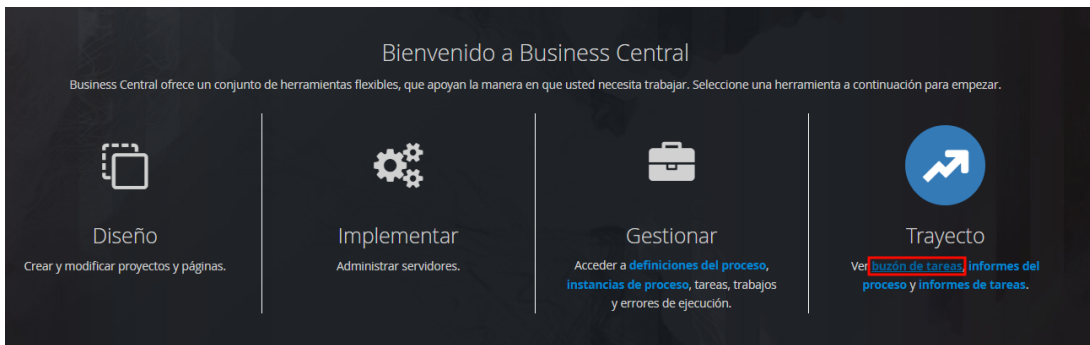 Bienvenido a Business Central
Business Central ofrece un conjunto de herramientas flexibles, que apoyan la manera en que usted necesita trabajar. Seleccione una herramienta a continuación para empezar.
Diseño
Crear y modificar proyectos y páginas.
Implementar
Administrar servidores.
Gestionar
Acceder a definiciones del proceso,
instancias de proceso, tareas, trabajos
y errores de ejecución.
Trayecto
Ver buzón de tareas, informes del
proceso y informes de tareas.